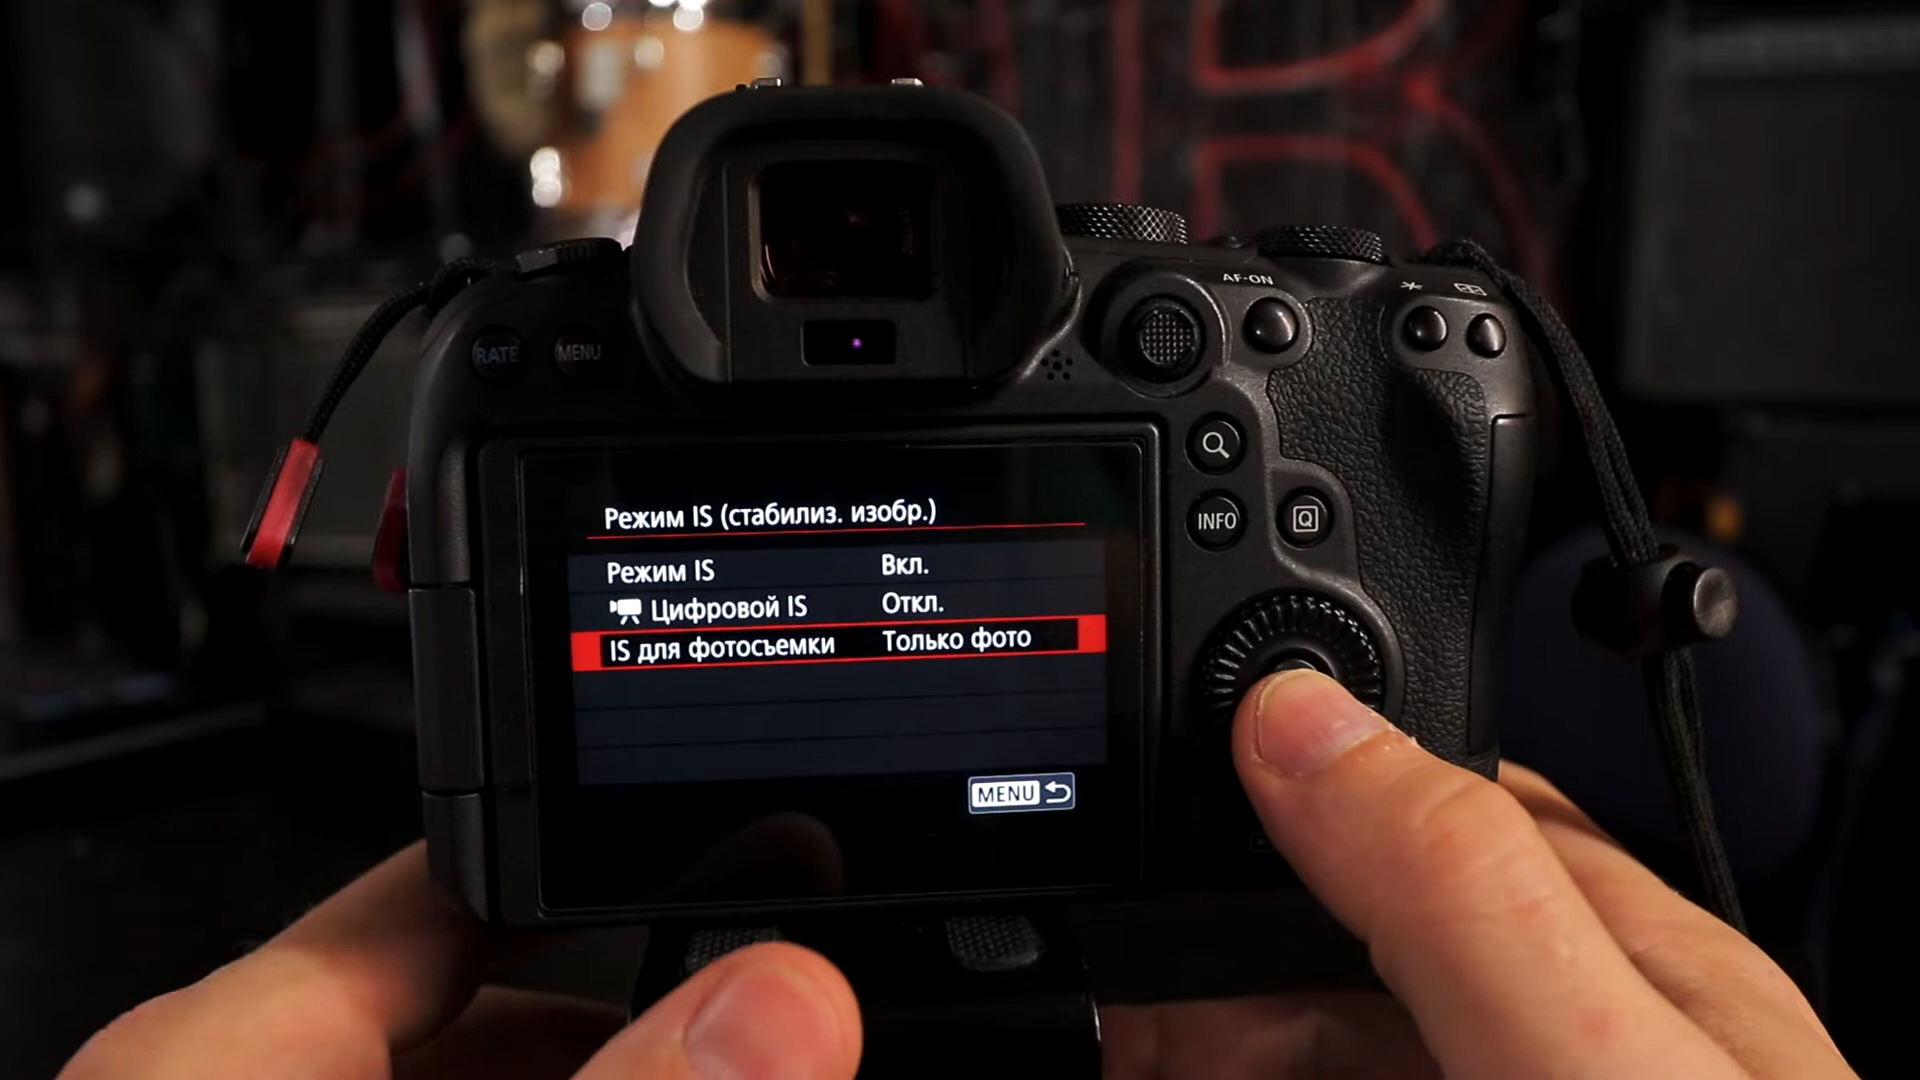 AF-ON
RATE
MENU
INFO
Q
Режим IS (стабилиз. изобр.)
Режим IS Вкл.
Цифровой IS Откл.
IS для фотосъемки Только фото
MENU